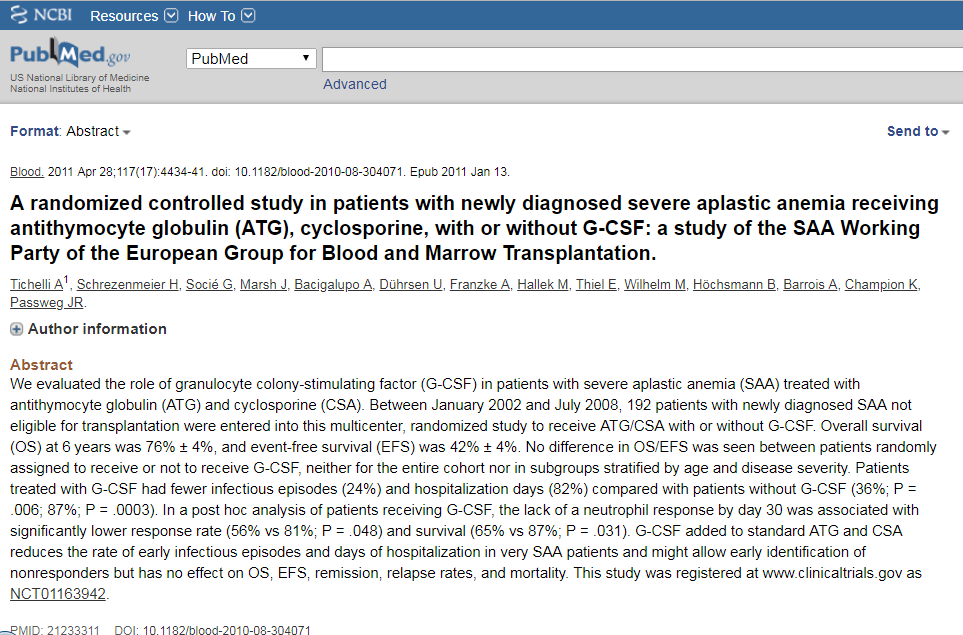 NCBI Resources How To
PubMed.gov
US National Library of Medicine
National Institutes of Health
PubMed
Advanced
Format: Abstract
Send to
Blood. 2011 Apr 28;117(17):4434-41. doi: 10.1182/blood-2010-08-304071. Epub 2011 Jan 13.
A randomized controlled study in patients with newly diagnosed severe aplastic anemia receiving
antithymocyte globulin (ATG), cyclosporine, with or without G-CSF: a study of the SAA Working
Party of the European Group for Blood and Marrow Transplantation.
Tichelli A1, Schrezenmeier H, Socié G, Marsh J, Bacigalupo A, Dührsen U, Franzke A, Hallek M, Thiel E, Wilhelm M, Höchsmann B, Barrois A, Champion K,
Passweg JR.
Author information
Abstract
We evaluated the role of granulocyte colony-stimulating factor (G-CSF) in patients with severe aplastic anemia (SAA) treated with
antithymocyte globulin (ATG) and cyclosporine (CSA). Between January 2002 and July 2008, 192 patients with newly diagnosed SAA not
eligible for transplantation were entered into this multicenter, randomized study to receive ATG/CSA with or without G-CSF. Overall survival
(OS) at 6 years was 76% ± 4%, and event-free survival (EFS) was 42% ± 4%. No difference in OS/EFS was seen between patients randomly
assigned to receive or not to receive G-CSF, neither for the entire cohort nor in subgroups stratified by age and disease severity. Patients
treated with G-CSF had fewer infectious episodes (24%) and hospitalization days (82%) compared with patients without G-CSF (36%; P =
.006; 87%; P = .0003). In a post hoc analysis of patients receiving G-CSF, the lack of a neutrophil response by day 30 was associated with
significantly lower response rate (56% vs 81%; P = .048) and survival (65% vs 87%; P = .031). G-CSF added to standard ATG and CSA
reduces the rate of early infectious episodes and days of hospitalization in very SAA patients and might allow early identification of
nonresponders but has no effect on OS, EFS, remission, relapse rates, and mortality. This study was registered at www.clinicaltrials.gov as
NCT01163942.
PMID: 21233311 DOI: 10.1182/blood-2010-08-304071